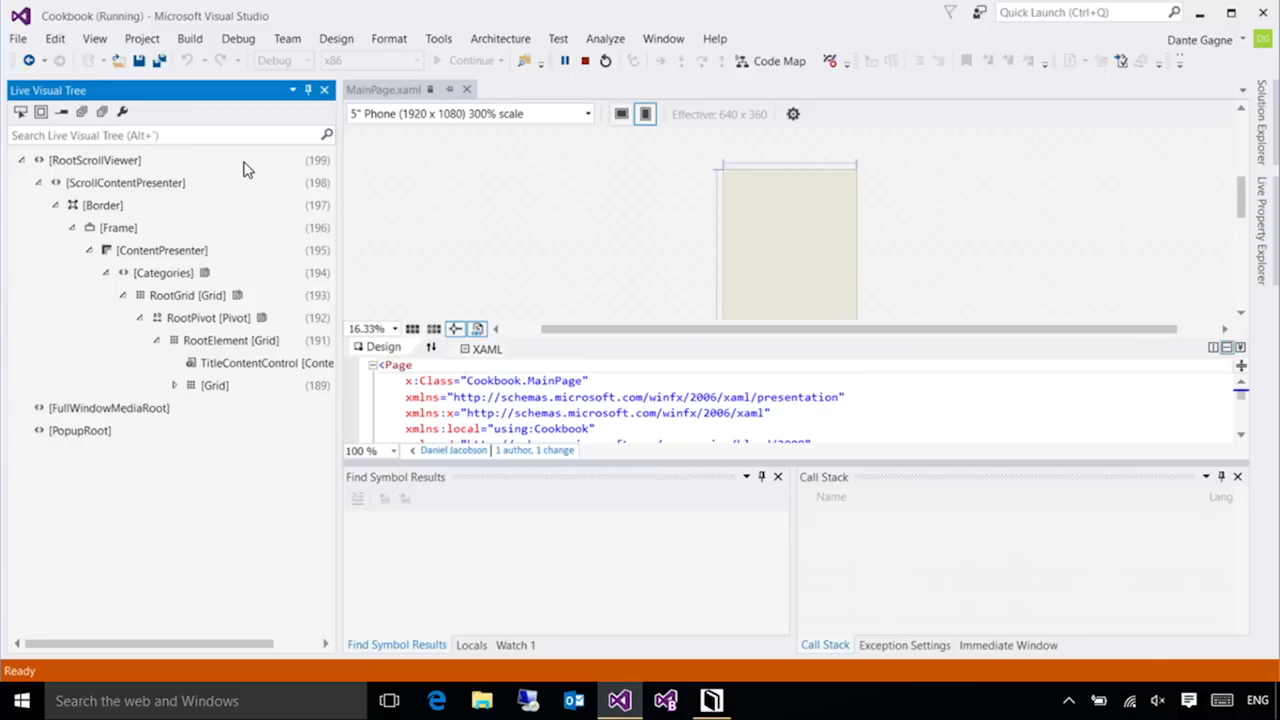 Cookbook (Running) - Microsoft Visual Studio
Quick Launch (Ctrl+Q)
File Edit View Project Build Debug Team Design Format Tools Architecture Test Analyze Window Help
Dante Gagne
DG
Debug x86 Continue Code Map
Live Visual Tree
MainPage.xaml
5" Phone (1920 x 1080) 300% scale
Effective: 640 x 360
Search Live Visual Tree (Alt+`)
[RootScrollViewer] (199)
[ScrollContentPresenter] (198)
[Border] (197)
[Frame] (196)
[ContentPresenter] (195)
[Categories] (194)
RootGrid [Grid] (193)
RootPivot [Pivot] (192)
RootElement [Grid] (191)
TitleContentControl [Conte
[Grid] (189)
[FullWindowMediaRoot]
[PopupRoot]
Solution Explorer
Live Property Explorer
16.33%
Design XAML
<Page
x:Class="Cookbook.MainPage"
xmlns="http://schemas.microsoft.com/winfx/2006/xaml/presentation"
xmlns:x="http://schemas.microsoft.com/winfx/2006/xaml"
xmlns:local="using:Cookbook"
100 % Daniel Jacobson | 1 author, 1 change
Find Symbol Results
Call Stack
Name Lang
Find Symbol Results Locals Watch 1
Call Stack Exception Settings Immediate Window
Ready
Search the web and Windows
ENG